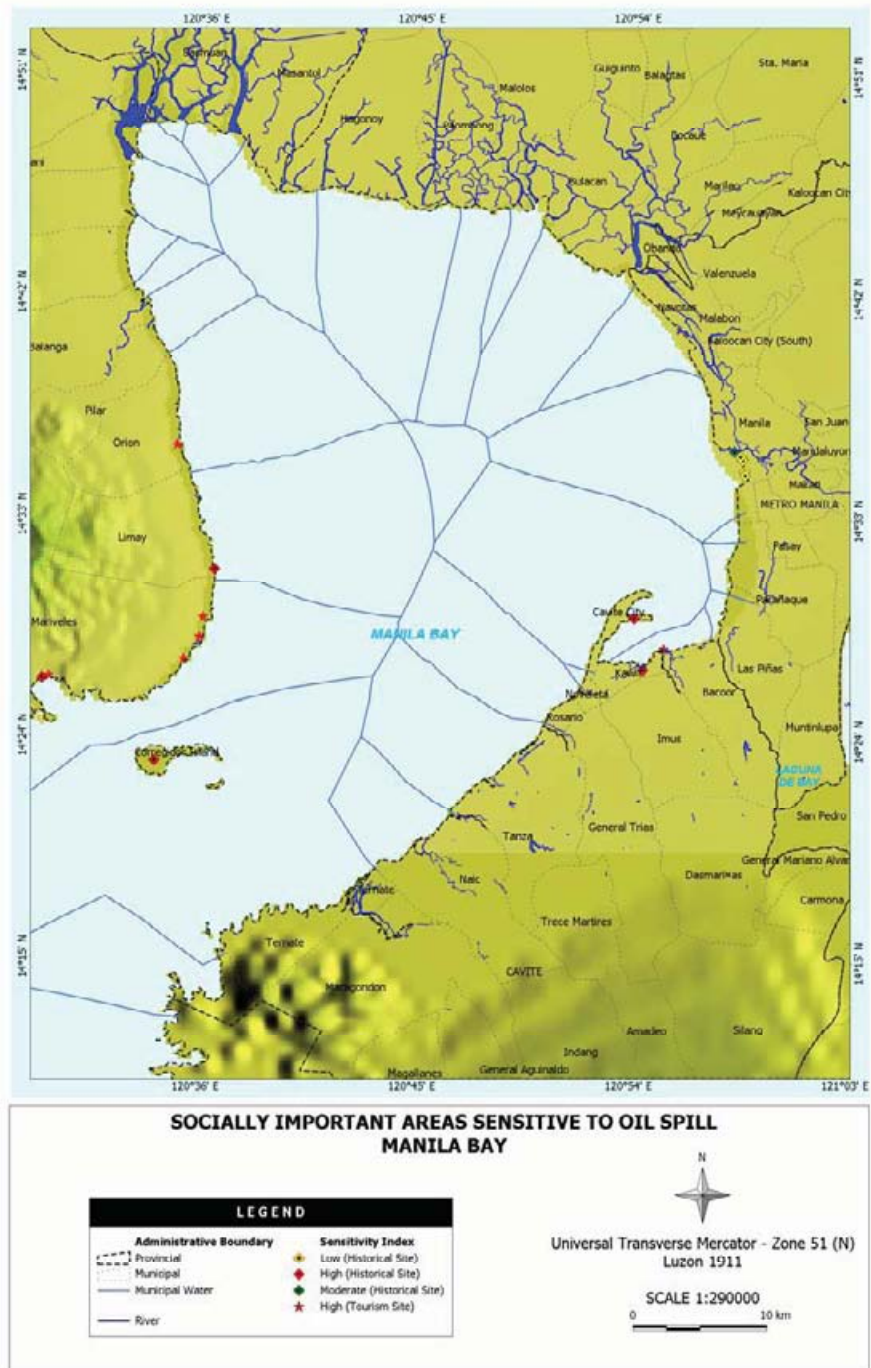 120°36' E 120°45' E 120°54' E
14°51' N
14°51' N
Sasmuan
Masantol
Hagonoy
Paombong
Malolos
Guiguinto
Balagtas
Sta. Maria
Bocaue
Bulacan
Marilao
Kaloocan City
Meycauayan
Obando
Valenzuela
14°42' N
14°42' N
Navotas
Malabon
Kaloocan City (South)
Balanga
Pilar
Orion
Manila
San Juan
Mandaluyong
Makati
METRO MANILA
14°33' N
14°33' N
Limay
Pasay
Parañaque
Cavite City
Mariveles
MANILA BAY
Kawit
Las Piñas
Bacoor
Noveleta
Rosario
Imus
Muntinlupa
14°24' N
14°24' N
Corregidor Island
LAGUNA
DE BAY
San Pedro
Tanza
General Trias
General Mariano Alvar
Dasmariñas
Naic
Ternate
Carmona
Trece Martires
Ternate
14°15' N
14°15' N
CAVITE
Maragondon
Amadeo
Silang
Indang
Magallanes
General Aguinaldo
120°36' E 120°45' E 120°54' E 121°03' E
SOCIALLY IMPORTANT AREAS SENSITIVE TO OIL SPILL
MANILA BAY
LEGEND
Administrative Boundary
Provincial
Municipal
Municipal Water
River
Sensitivity Index
Low (Historical Site)
High (Historical Site)
Moderate (Historical Site)
High (Tourism Site)
N
Universal Transverse Mercator - Zone 51 (N)
Luzon 1911
SCALE 1:290000
0 10 km